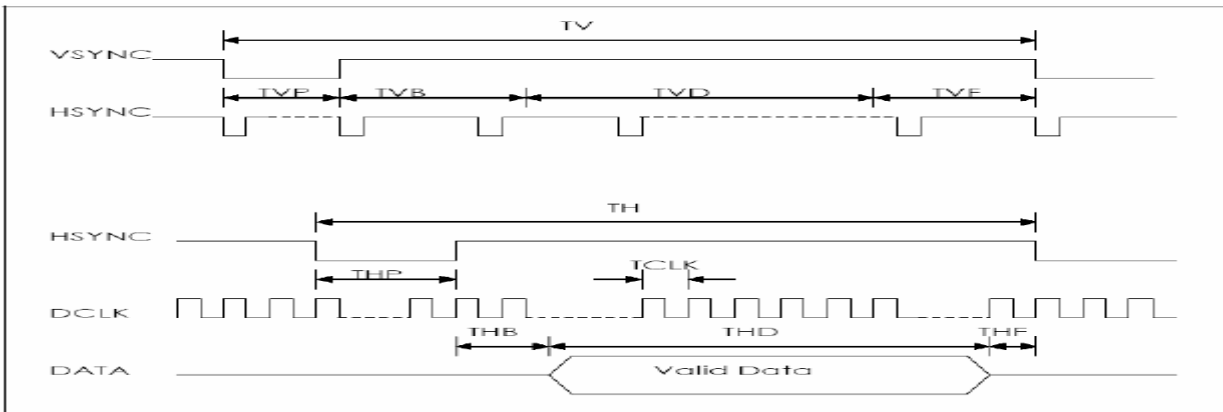 TV
VSYNC
TVP TVB TVD TVF
HSYNC
TH
HSYNC
THP TCLK
DCLK
THB THD THF
DATA Valid Data